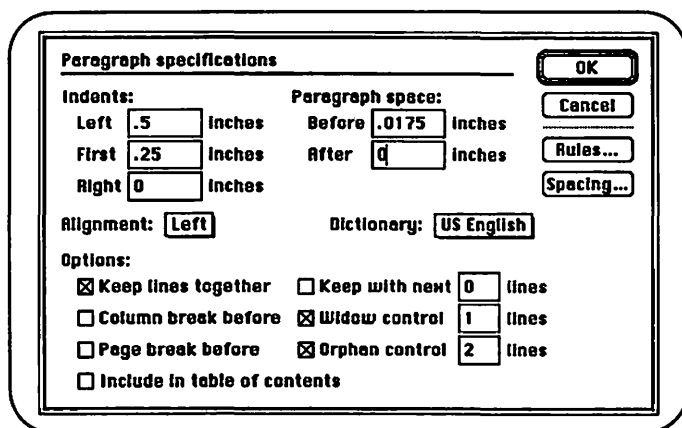 Paragraph specifications
OK
Cancel
Rules...
Spacing...
Indents: Paragraph space:
Left .5 inches Before .0175 inches
First .25 inches After 0 inches
Right 0 inches
Alignment: Left Dictionary: US English
Options:
Keep lines together Keep with next 0 lines
Column break before Widow control 1 lines
Page break before Orphan control 2 lines
Include in table of contents